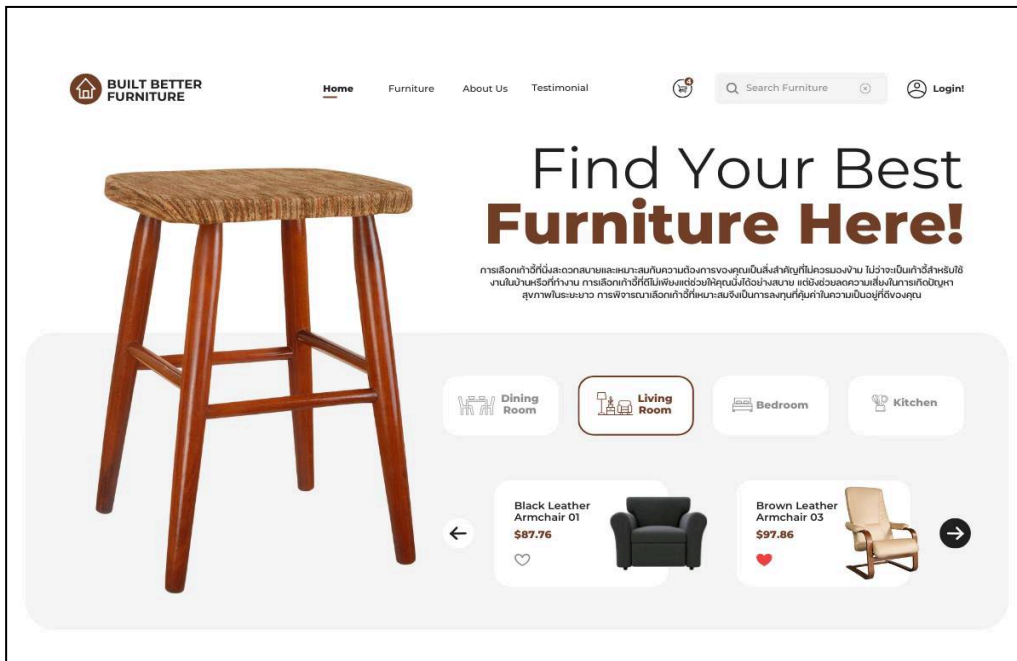 BUILT BETTER
FURNITURE
Home
Furniture
About Us
Testimonial
4
Search Furniture
Login!
Find Your Best
Furniture Here!
การเลือกเก้าอี้ที่นั่งสะดวกสบายและเหมาะสมกับความต้องการของคุณเป็นสิ่งสำคัญที่ไม่ควรมองข้าม ไม่ว่าจะเป็นเก้าอี้สำหรับใช้
งานในบ้านหรือที่ทำงาน การเลือกเก้าอี้ที่ดีไม่เพียงแต่ช่วยให้คุณนั่งได้อย่างสบาย แต่ยังช่วยลดความเสี่ยงในการเกิดปัญหา
สุขภาพในระยะยาว การพิจารณาเลือกเก้าอี้ที่เหมาะสมจึงเป็นการลงทุนที่คุ้มค่าในความเป็นอยู่ที่ดีของคุณ
Dining
Room
Living
Room
Bedroom
Kitchen
Black Leather
Armchair 01
$87.76
Brown Leather
Armchair 03
$97.86